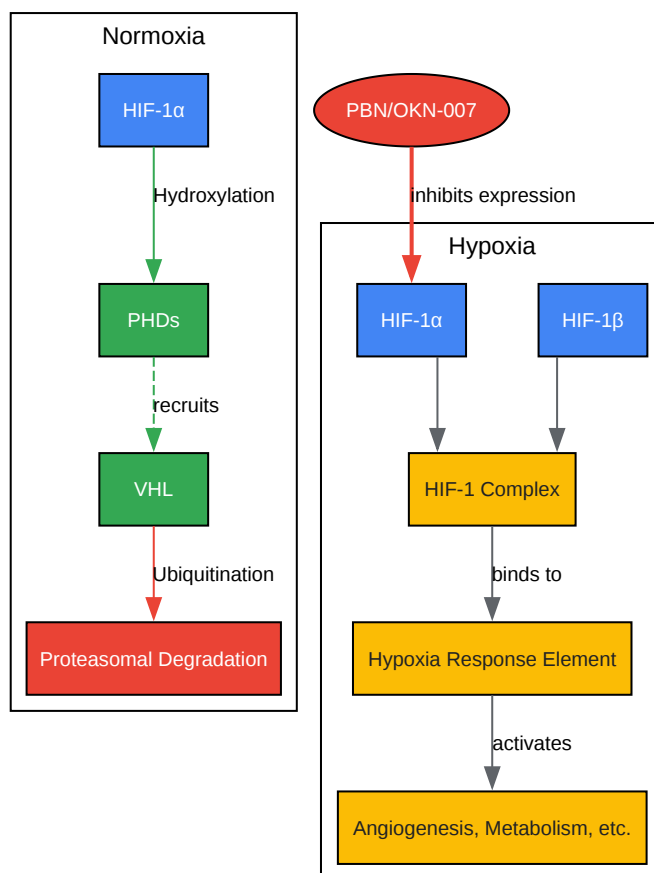 Normoxia
HIF-1α
Hydroxylation
PHDs
recruits
VHL
Ubiquitination
Proteasomal Degradation
PBN/OKN-007
inhibits expression
Hypoxia
HIF-1α
HIF-1β
HIF-1 Complex
binds to
Hypoxia Response Element
activates
Angiogenesis, Metabolism, etc.